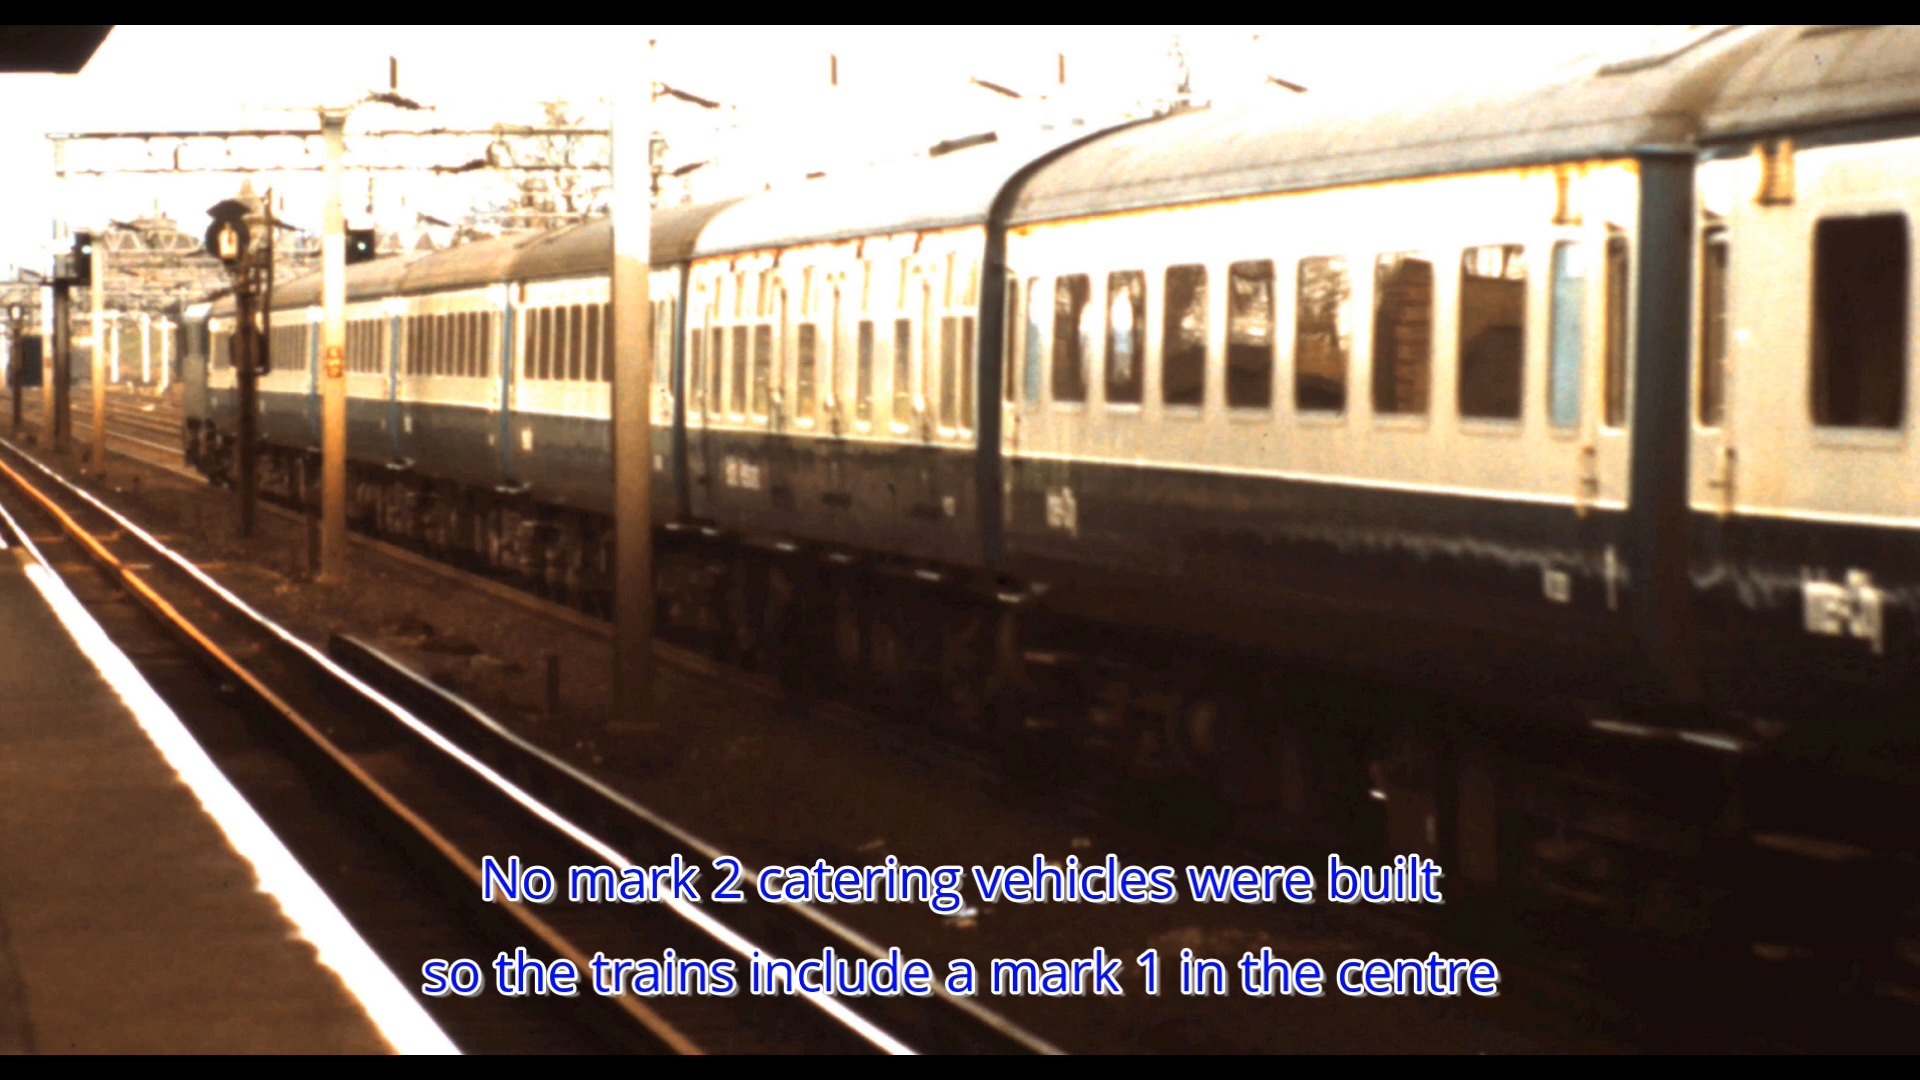 No mark 2 catering vehicles were built
so the trains include a mark 1 in the centre